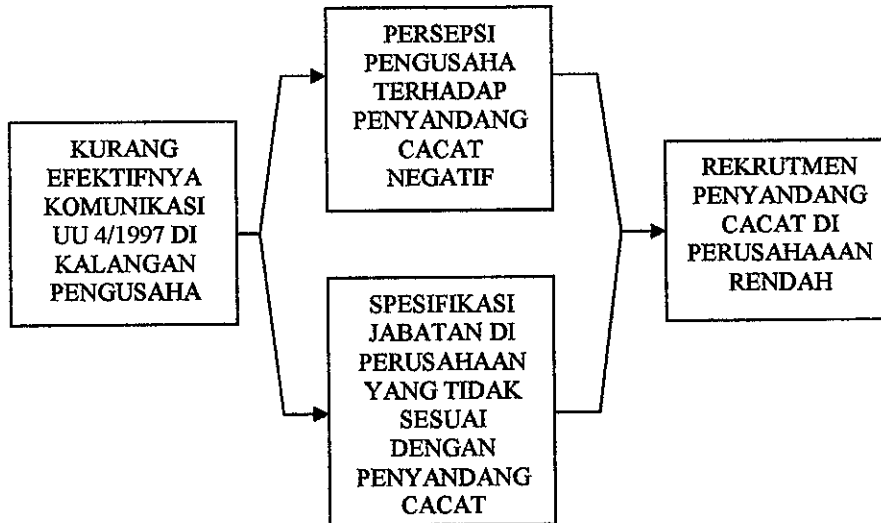 KURANG
EFEKTIFNYA
KOMUNIKASI
UU 4/1997 DI
KALANGAN
PENGUSAHA
PERSEPSI
PENGUSAHA
TERHADAP
PENYANDANG
CACAT
NEGATIF
SPESIFIKASI
JABATAN DI
PERUSAHAAN
YANG TIDAK
SESUAI
DENGAN
PENYANDANG
CACAT
REKRUTMEN
PENYANDANG
CACAT DI
PERUSAHAAAN
RENDAH